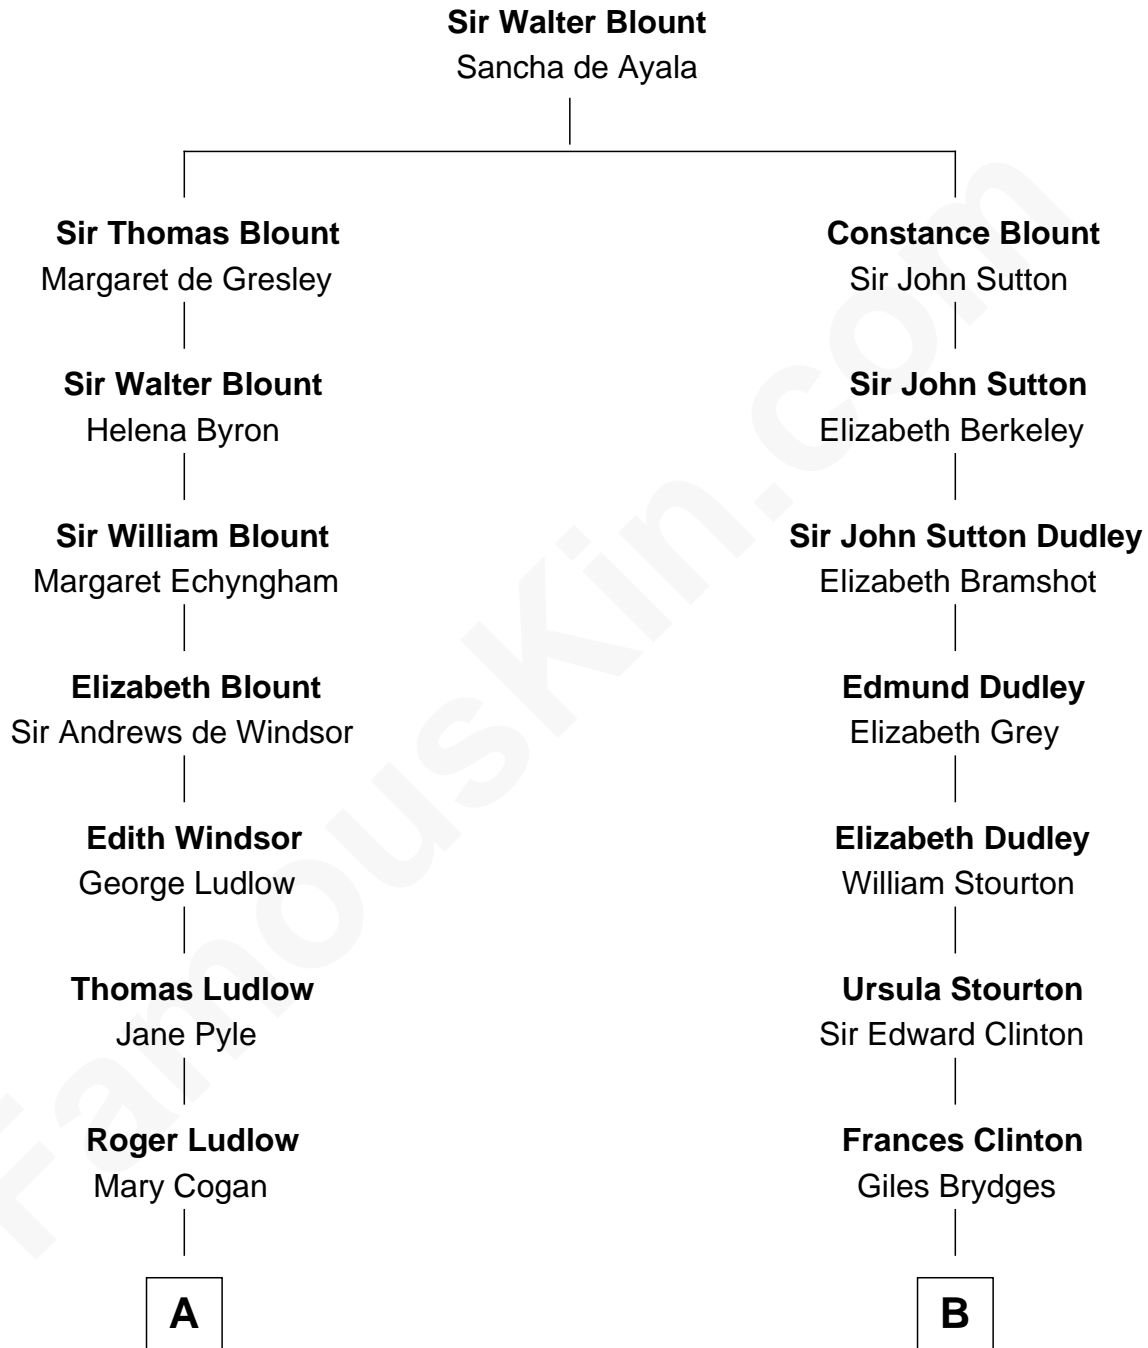 Sir Walter Blount
Sancha de Ayala
Sir Thomas Blount
Margaret de Gresley
Constance Blount
Sir John Sutton
Sir Walter Blount
Helena Byron
Sir John Sutton
Elizabeth Berkeley
Sir William Blount
Margaret Echyngham
Sir John Sutton Dudley
Elizabeth Bramshot
Elizabeth Blount
Sir Andrews de Windsor
Edmund Dudley
Elizabeth Grey
Edith Windsor
George Ludlow
Elizabeth Dudley
William Stourton
Thomas Ludlow
Jane Pyle
Ursula Stourton
Sir Edward Clinton
Roger Ludlow
Mary Cogan
Frances Clinton
Giles Brydges
A
B
FamousKin.com